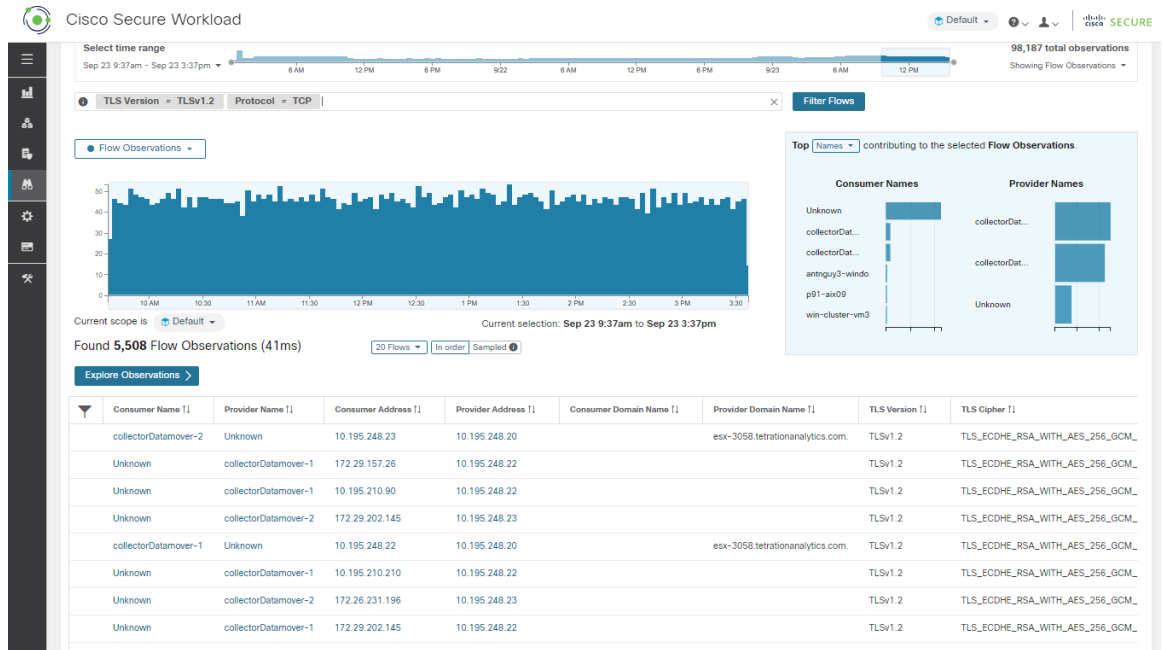 Cisco Secure Workload
Default
CISCO SECURE
Select time range
98,187 total observations
Sep 23 9:37am - Sep 23 3:37pm
Showing Flow Observations
6 AM 12 PM 6 PM 9/22 6 AM 12 PM 6 PM 9/23 6 AM 12 PM
TLS Version = TLSv1.2 Protocol = TCP
Filter Flows
Flow Observations
Top Names contributing to the selected Flow Observations.
Consumer Names Provider Names
Unknown
collectorDat...
collectorDat...
antnguy3-windo
p91-aix09
win-cluster-vm3
collectorDat...
collectorDat...
Unknown
50
40
30
20
10
0
10 AM 10:30 11 AM 11:30 12 PM 12:30 1 PM 1:30 2 PM 2:30 3 PM 3:30
Current scope is Default
Current selection: Sep 23 9:37am to Sep 23 3:37pm
Found 5,508 Flow Observations (41ms)
20 Flows In order Sampled
Explore Observations
Consumer Name Provider Name Consumer Address Provider Address Consumer Domain Name Provider Domain Name TLS Version TLS Cipher
collectorDatamover-2 Unknown 10.195.248.23 10.195.248.20 esx-3058.tetrationanalytics.com. TLSv1.2 TLS_ECDHE_RSA_WITH_AES_256_GCM_
Unknown collectorDatamover-1 172.29.157.26 10.195.248.22 TLSv1.2 TLS_ECDHE_RSA_WITH_AES_256_GCM_
Unknown collectorDatamover-1 10.195.210.90 10.195.248.22 TLSv1.2 TLS_ECDHE_RSA_WITH_AES_256_GCM_
Unknown collectorDatamover-2 172.29.202.145 10.195.248.23 TLSv1.2 TLS_ECDHE_RSA_WITH_AES_256_GCM_
collectorDatamover-1 Unknown 10.195.248.22 10.195.248.20 esx-3058.tetrationanalytics.com. TLSv1.2 TLS_ECDHE_RSA_WITH_AES_256_GCM_
Unknown collectorDatamover-1 10.195.210.210 10.195.248.22 TLSv1.2 TLS_ECDHE_RSA_WITH_AES_256_GCM_
Unknown collectorDatamover-2 172.26.231.196 10.195.248.23 TLSv1.2 TLS_ECDHE_RSA_WITH_AES_256_GCM_
Unknown collectorDatamover-1 172.29.202.145 10.195.248.22 TLSv1.2 TLS_ECDHE_RSA_WITH_AES_256_GCM_